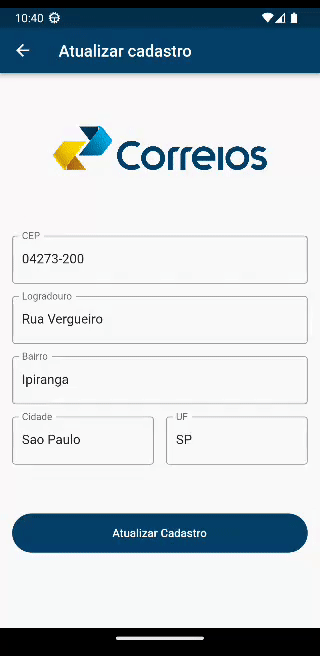 10:40
Atualizar cadastro
Correios
CEP
04273-200
Logradouro
Rua Vergueiro
Bairro
Ipiranga
Cidade
Sao Paulo
UF
SP
Atualizar Cadastro